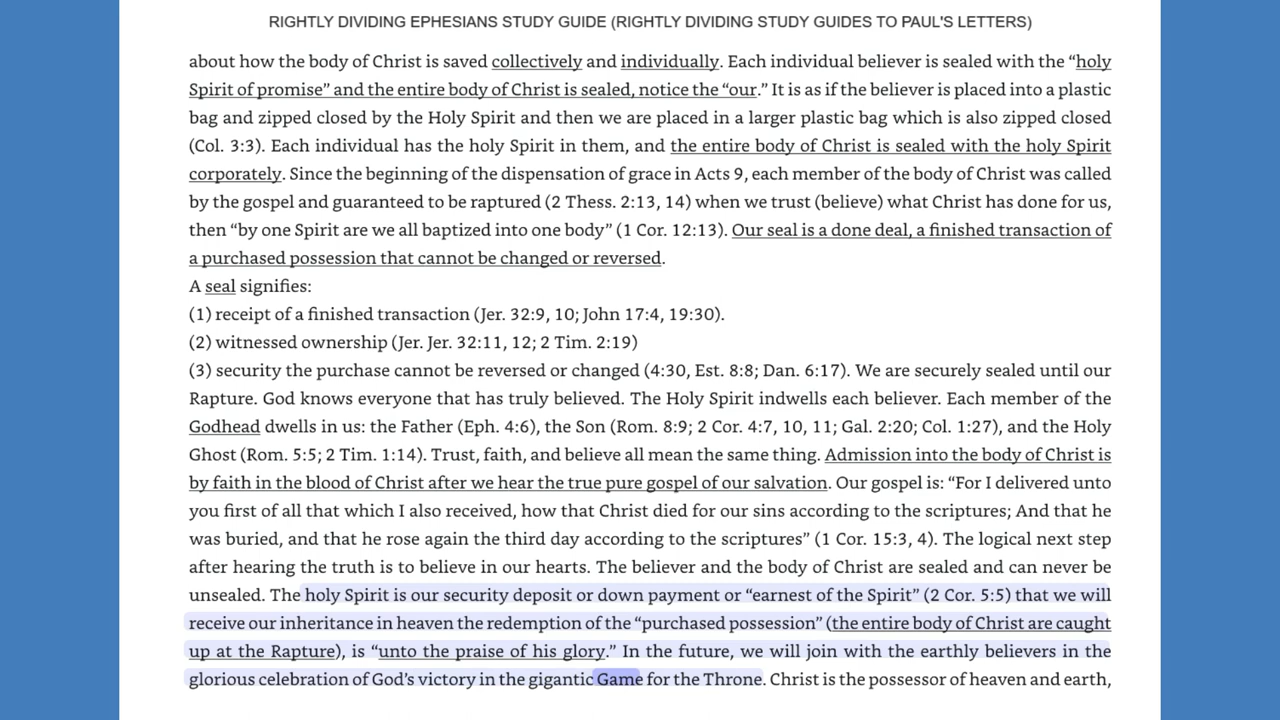 RIGHTLY DIVIDING EPHESIANS STUDY GUIDE (RIGHTLY DIVIDING STUDY GUIDES TO PAUL'S LETTERS)
about how the body of Christ is saved collectively and individually. Each individual believer is sealed with the “holy
Spirit of promise” and the entire body of Christ is sealed, notice the “our.” It is as if the believer is placed into a plastic
bag and zipped closed by the Holy Spirit and then we are placed in a larger plastic bag which is also zipped closed
(Col. 3:3). Each individual has the holy Spirit in them, and the entire body of Christ is sealed with the holy Spirit
corporately. Since the beginning of the dispensation of grace in Acts 9, each member of the body of Christ was called
by the gospel and guaranteed to be raptured (2 Thess. 2:13, 14) when we trust (believe) what Christ has done for us,
then “by one Spirit are we all baptized into one body” (1 Cor. 12:13). Our seal is a done deal, a finished transaction of
a purchased possession that cannot be changed or reversed.
A seal signifies:
(1) receipt of a finished transaction (Jer. 32:9, 10; John 17:4, 19:30).
(2) witnessed ownership (Jer. Jer. 32:11, 12; 2 Tim. 2:19)
(3) security the purchase cannot be reversed or changed (4:30, Est. 8:8; Dan. 6:17). We are securely sealed until our
Rapture. God knows everyone that has truly believed. The Holy Spirit indwells each believer. Each member of the
Godhead dwells in us: the Father (Eph. 4:6), the Son (Rom. 8:9; 2 Cor. 4:7, 10, 11; Gal. 2:20; Col. 1:27), and the Holy
Ghost (Rom. 5:5; 2 Tim. 1:14). Trust, faith, and believe all mean the same thing. Admission into the body of Christ is
by faith in the blood of Christ after we hear the true pure gospel of our salvation. Our gospel is: “For I delivered unto
you first of all that which I also received, how that Christ died for our sins according to the scriptures; And that he
was buried, and that he rose again the third day according to the scriptures” (1 Cor. 15:3, 4). The logical next step
after hearing the truth is to believe in our hearts. The believer and the body of Christ are sealed and can never be
unsealed. The holy Spirit is our security deposit or down payment or “earnest of the Spirit” (2 Cor. 5:5) that we will
receive our inheritance in heaven the redemption of the “purchased possession” (the entire body of Christ are caught
up at the Rapture), is “unto the praise of his glory.” In the future, we will join with the earthly believers in the
glorious celebration of God’s victory in the gigantic Game for the Throne. Christ is the possessor of heaven and earth,